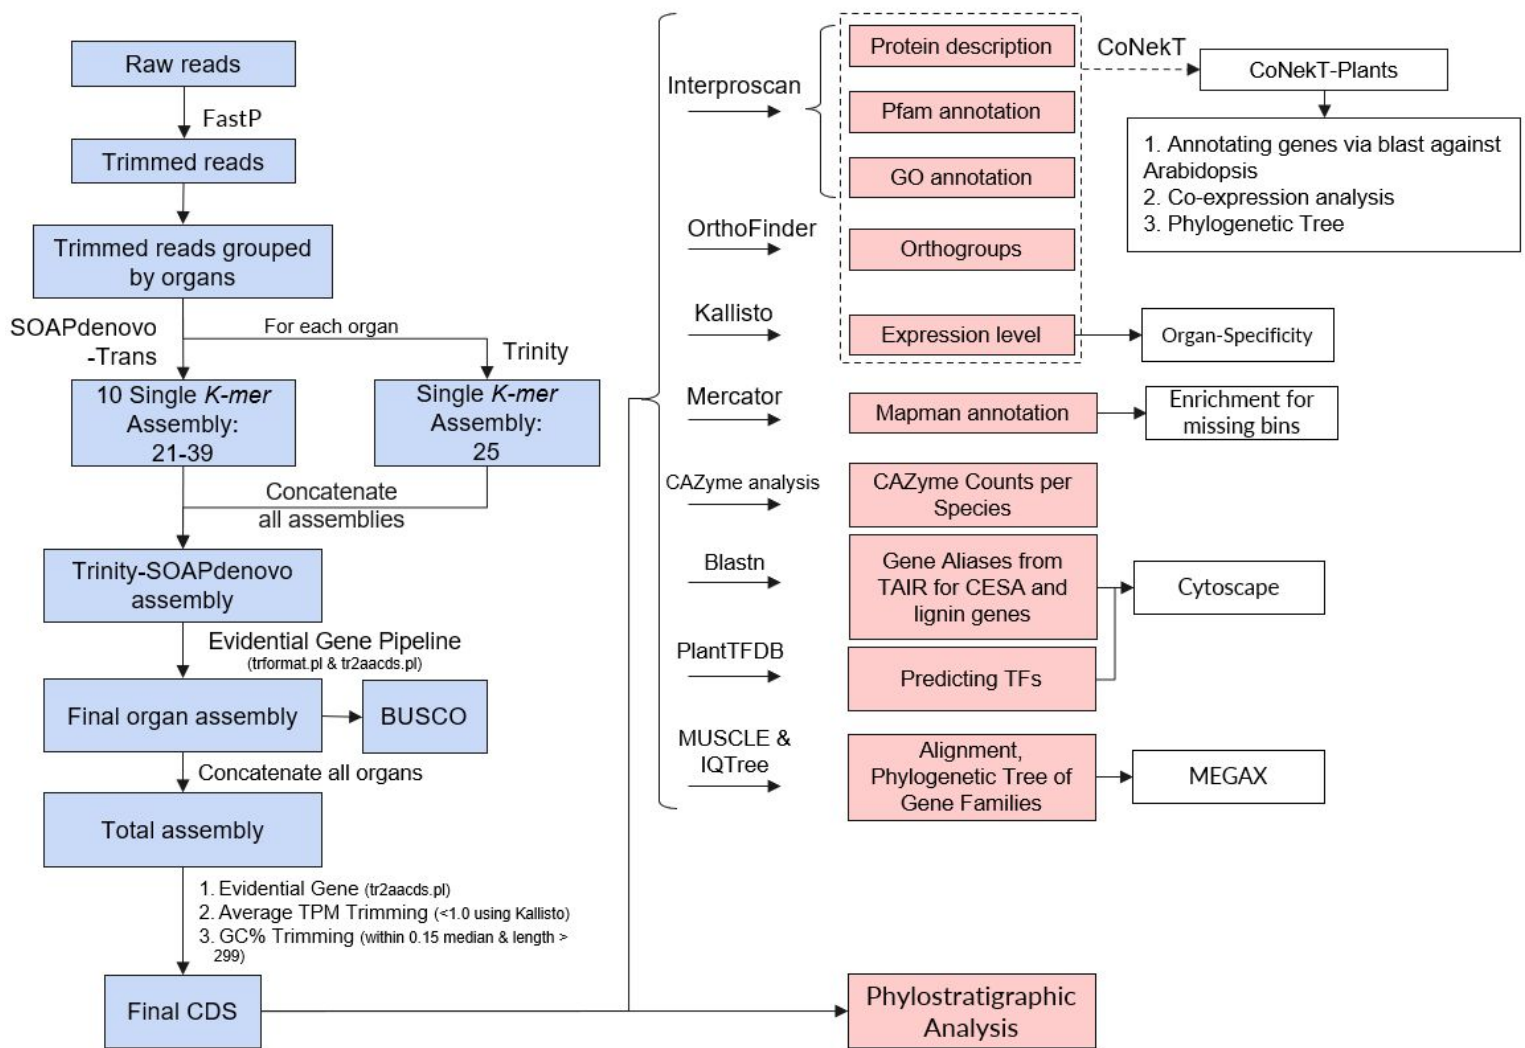 Raw reads
FastP
Trimmed reads
Trimmed reads grouped
by organs
SOAPdenovo
-Trans
For each organ
Trinity
10 Single K-mer
Assembly:
21-39
Single K-mer
Assembly:
25
Concatenate
all assemblies
Trinity-SOAPdenovo
assembly
Evidential Gene Pipeline
(trformat.pl & tr2aacds.pl)
Final organ assembly
BUSCO
Concatenate all organs
Total assembly
1. Evidential Gene (tr2aacds.pl)
2. Average TPM Trimming (<1.0 using Kallisto)
3. GC% Trimming (within 0.15 median & length >
299)
Final CDS
Interproscan
Protein description
Pfam annotation
GO annotation
CoNekT
CoNekT-Plants
1. Annotating genes via blast against
Arabidopsis
2. Co-expression analysis
3. Phylogenetic Tree
OrthoFinder
Orthogroups
Kallisto
Expression level
Organ-Specificity
Mercator
Mapman annotation
Enrichment for
missing bins
CAZyme analysis
CAZyme Counts per
Species
Blastn
Gene Aliases from
TAIR for CESA and
lignin genes
Cytoscape
PlantTFDB
Predicting TFs
MUSCLE &
IQTree
Alignment,
Phylogenetic Tree of
Gene Families
MEGAX
Phylostratigraphic
Analysis